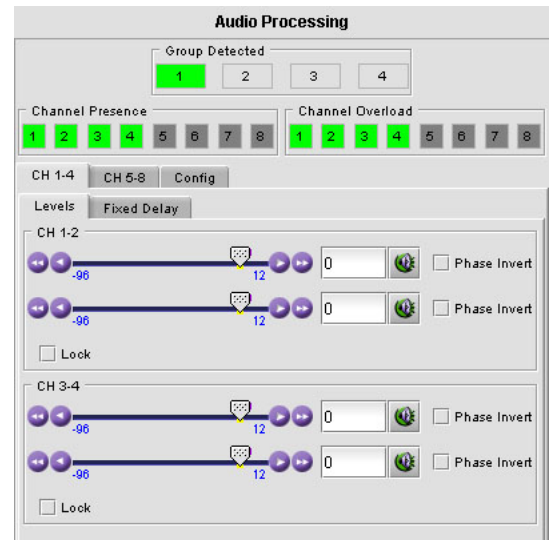 Audio Processing
Group Detected
1 2 3 4
Channel Presence
1 2 3 4 5 6 7 8
Channel Overload
1 2 3 4 5 6 7 8
CH 1-4 CH 5-8 Config
Levels Fixed Delay
CH 1-2
-96 12 0 Phase Invert
-96 12 0 Phase Invert
Lock
CH 3-4
-96 12 0 Phase Invert
-96 12 0 Phase Invert
Lock